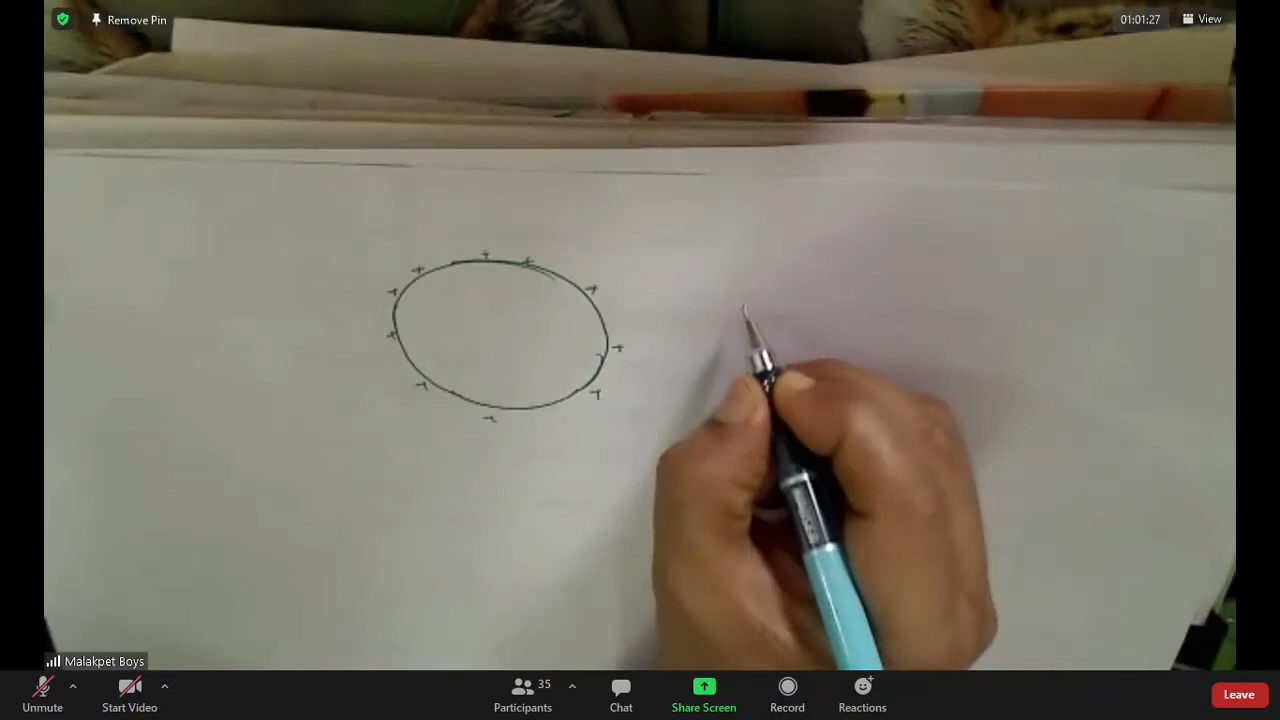 Remove Pin
01:01:27 View
+ + + + + + + + + + +
Malakpet Boys
Unmute
Start Video
Participants 35
Chat
Share Screen
Record
Reactions
Leave